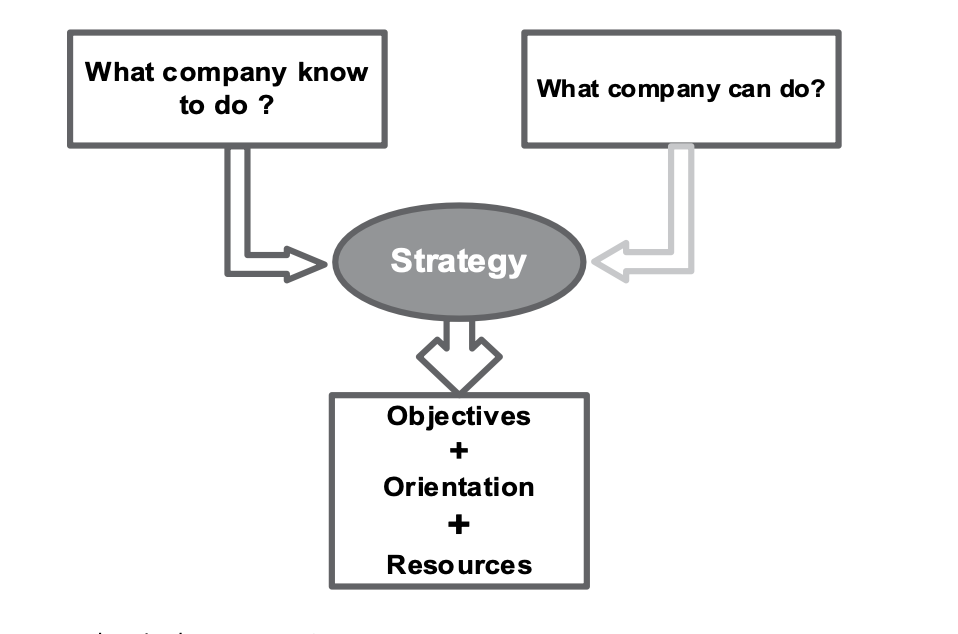 What company know
to do ?
What company can do?
Strategy
Objectives
+
Orientation
+
Resources